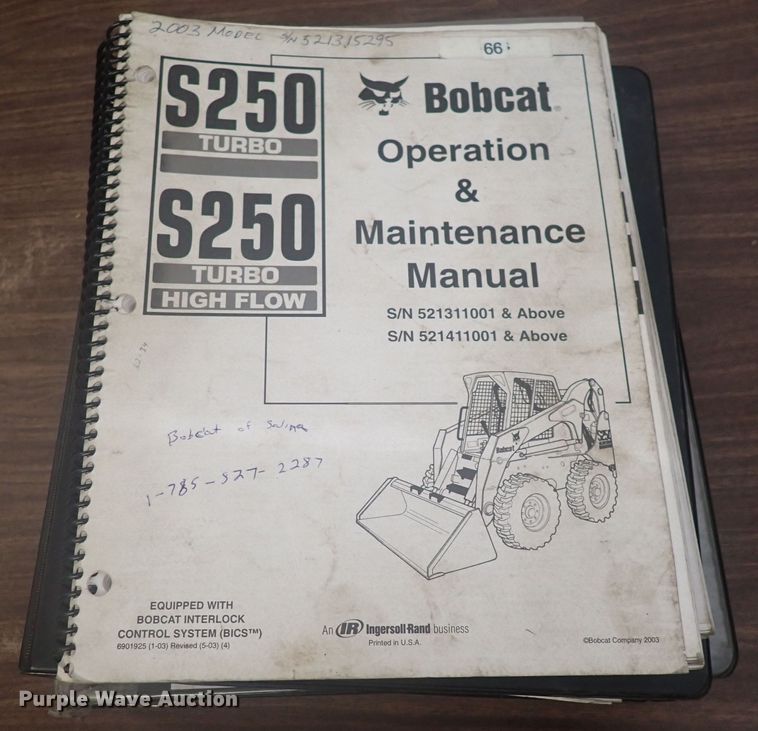 2003 MODEL S/N 521315295
66
S250
TURBO
S250
TURBO
HIGH FLOW
Bobcat®
Operation
&
Maintenance
Manual
S/N 521311001 & Above
S/N 521411001 & Above
Bobcat
Bobcat of Salina
1-785-827-2287
EQUIPPED WITH
BOBCAT INTERLOCK
CONTROL SYSTEM (BICS™)
6901925 (1-03) Revised (5-03) (4)
An IR Ingersoll-Rand business
Printed in U.S.A.
©Bobcat Company 2003
Purple Wave Auction